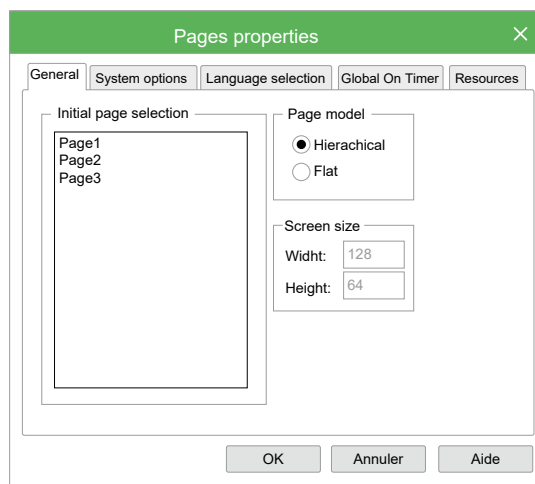 Pages properties
General System options Language selection Global On Timer Resources
Initial page selection
Page1
Page2
Page3
Page model
Hierachical
Flat
Screen size
Widht: 128
Height: 64
OK Annuler Aide